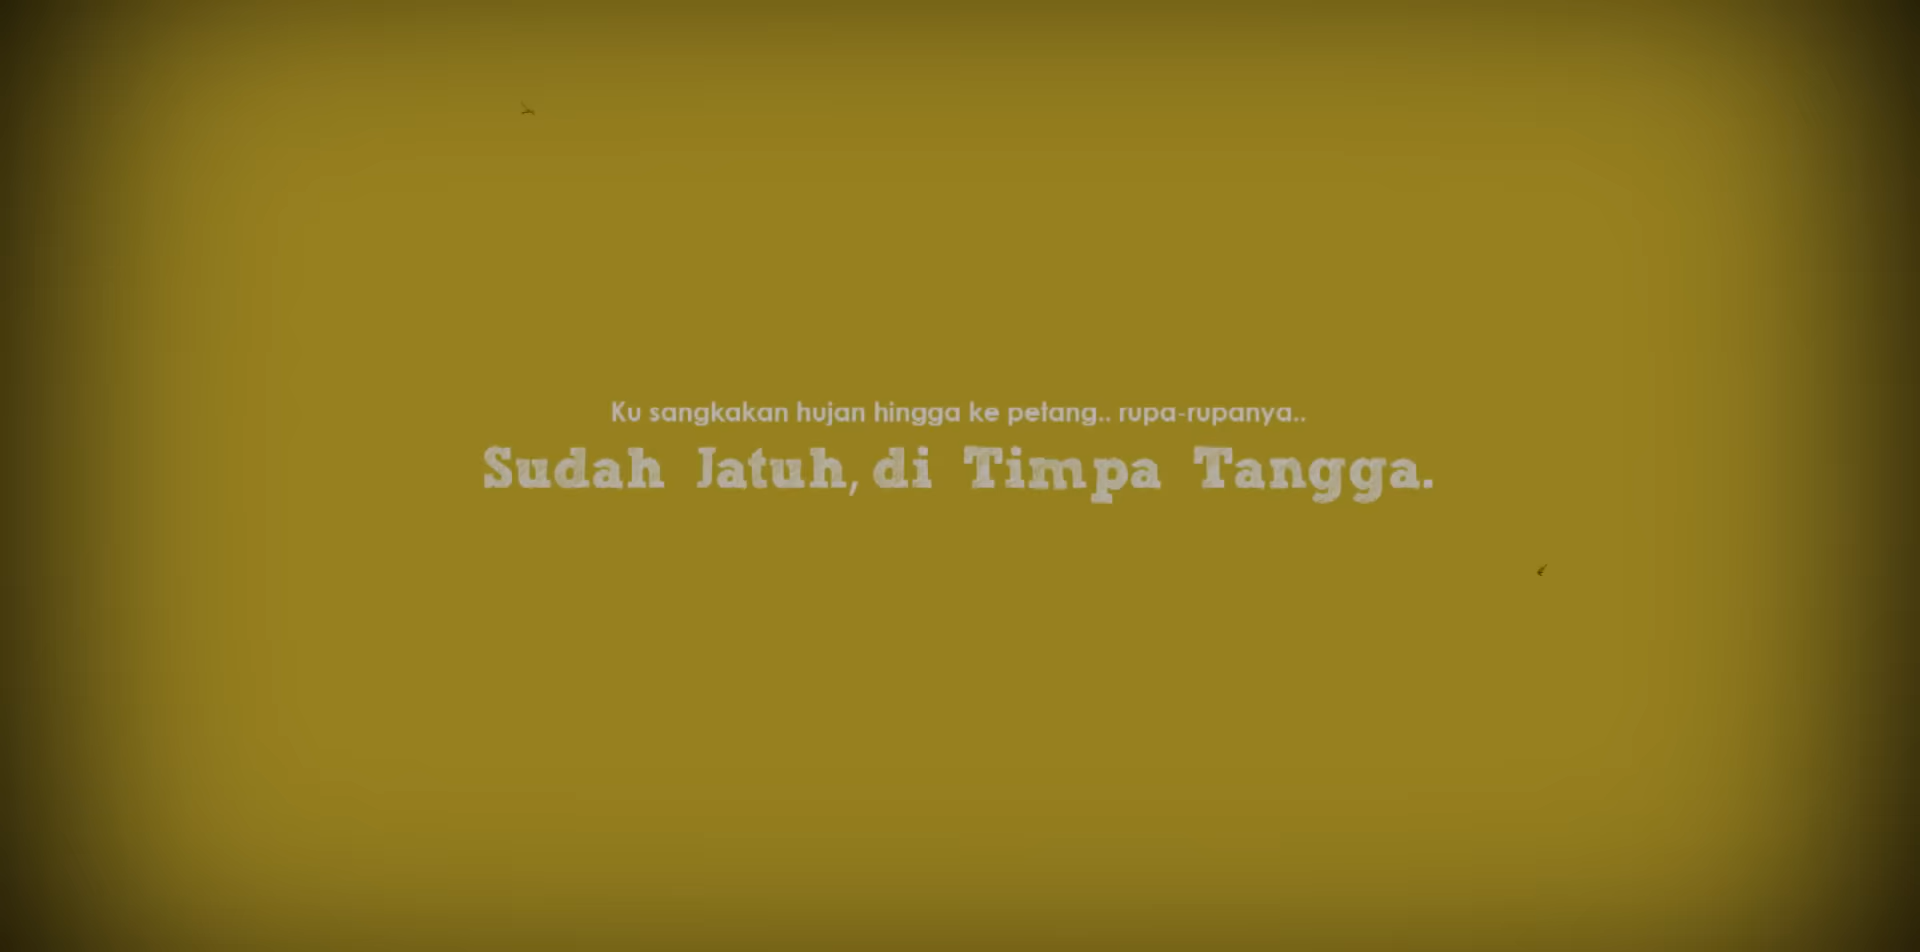 Ku sangkakan hujan hingga ke petang.. rupa-rupanya..
Sudah Jatuh, di Timpa Tangga.